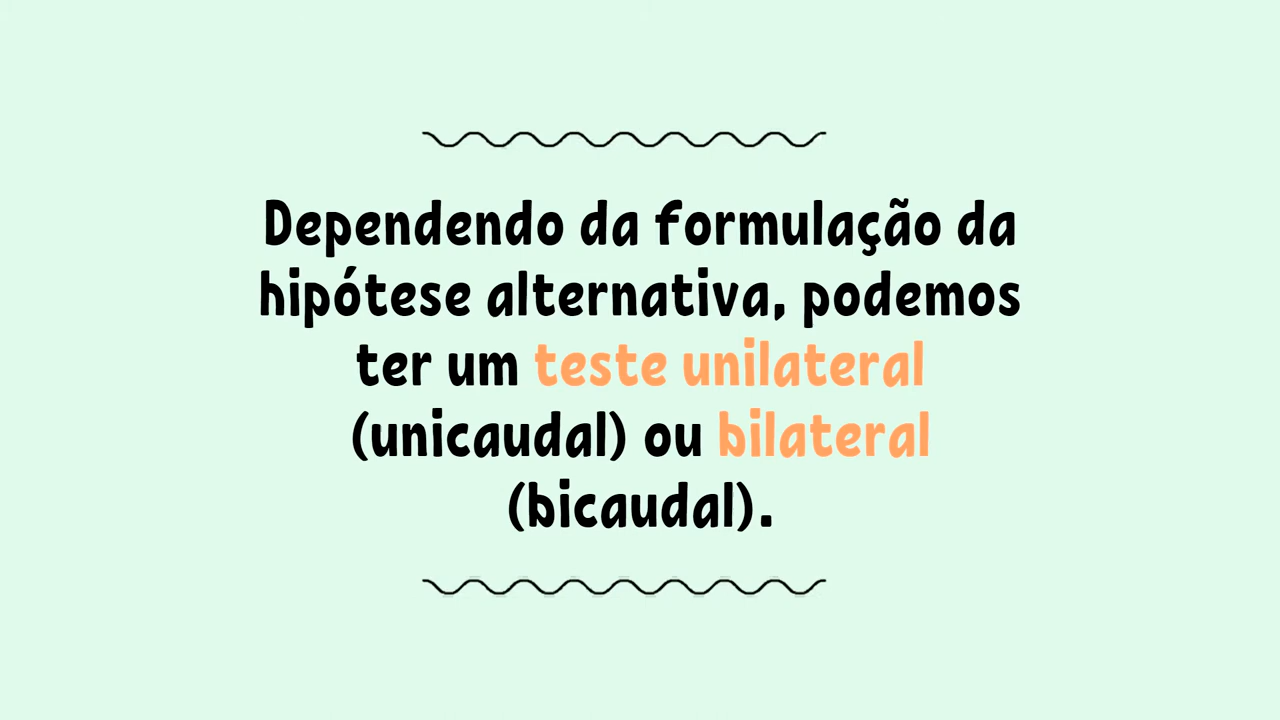 Dependendo da formulação da
hipótese alternativa, podemos
ter um teste unilateral
(unicaudal) ou bilateral
(bicaudal).